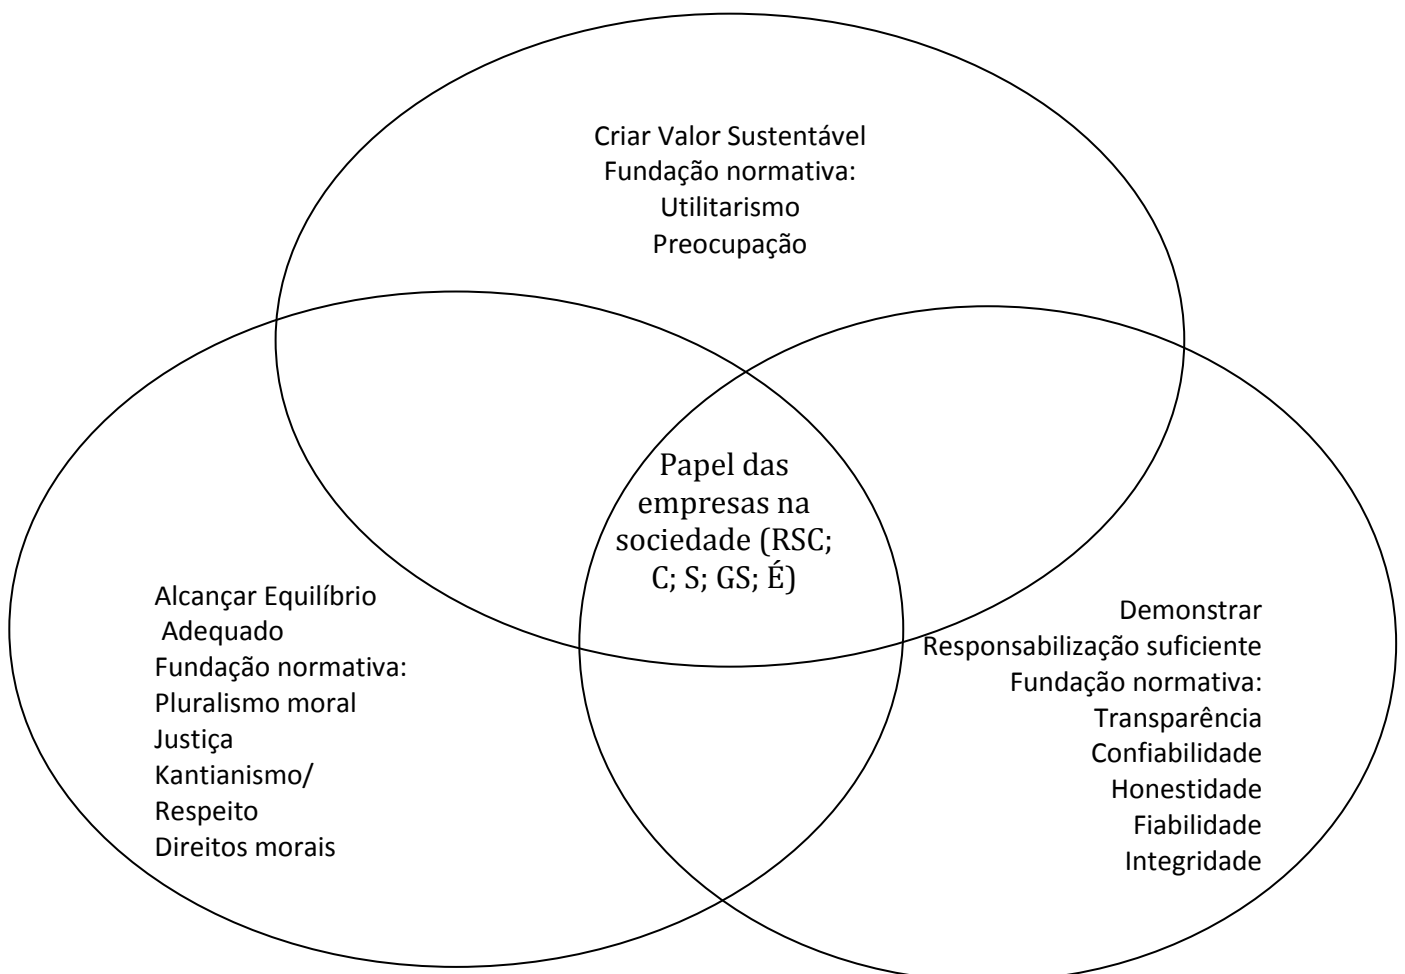 Criar Valor Sustentável
Fundação normativa:
Utilitarismo
Preocupação
Papel das
empresas na
sociedade (RSC;
C; S; GS; É)
Alcançar Equilíbrio
Adequado
Fundação normativa:
Pluralismo moral
Justiça
Kantianismo/
Respeito
Direitos morais
Demonstrar
Responsabilização suficiente
Fundação normativa:
Transparência
Confiabilidade
Honestidade
Fiabilidade
Integridade